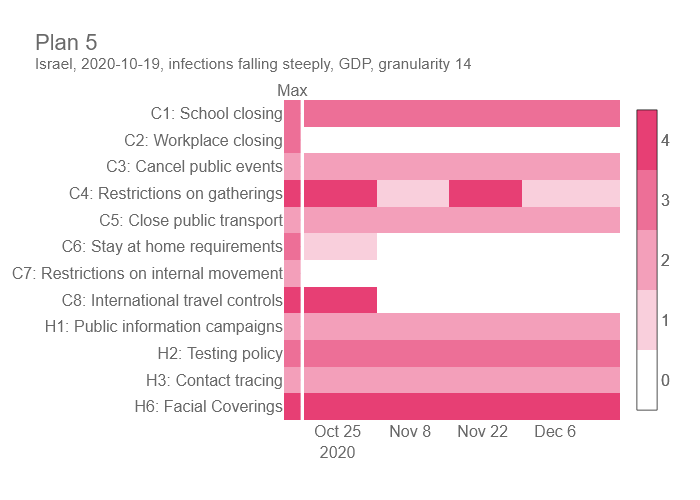 Plan 5
Israel, 2020-10-19, infections falling steeply, GDP, granularity 14
Max
C1: School closing
C2: Workplace closing
C3: Cancel public events
C4: Restrictions on gatherings
C5: Close public transport
C6: Stay at home requirements
C7: Restrictions on internal movement
C8: International travel controls
H1: Public information campaigns
H2: Testing policy
H3: Contact tracing
H6: Facial Coverings
4
3
2
1
0
Oct 25 Nov 8 Nov 22 Dec 6
2020